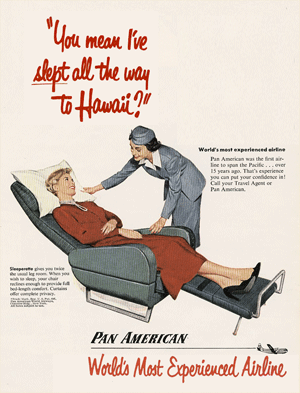 "You mean I've
slept all the way
to Hawaii?"
World's most experienced airline
Pan American was the first air-
line to span the Pacific . . . over
15 years ago. That's experience
you can put your confidence in!
Call your Travel Agent or
Pan American.
Sleeperette gives you twice
the usual leg room. When you
wish to sleep, your chair
reclines enough to provide full
bed-length comfort. Curtains
offer complete privacy.
PAN AMERICAN
World's Most Experienced Airline